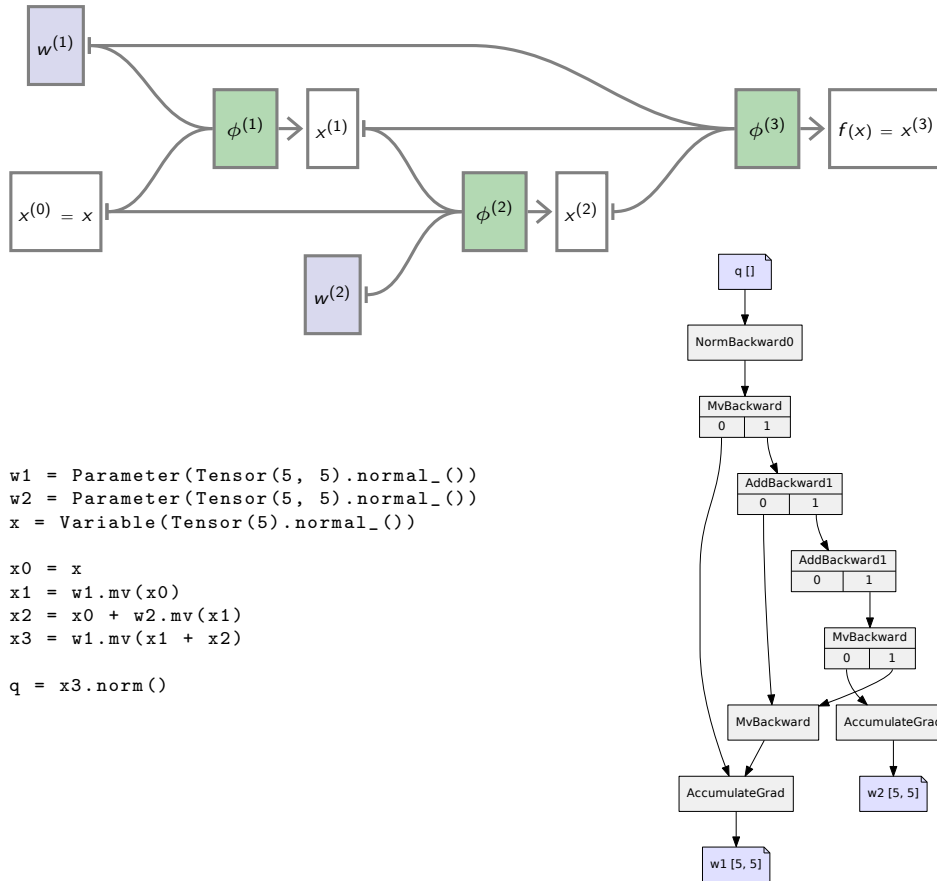 w(1)
ϕ(1)
x(1)
ϕ(3)
f(x) = x(3)
x(0) = x
ϕ(2)
x(2)
w(2)
q []
NormBackward0
MvBackward
0 1
AddBackward1
0 1
AddBackward1
0 1
MvBackward
0 1
MvBackward
AccumulateGrad
AccumulateGrad
w2 [5, 5]
w1 [5, 5]
w1 = Parameter(Tensor(5, 5).normal_())
w2 = Parameter(Tensor(5, 5).normal_())
x = Variable(Tensor(5).normal_())
x0 = x
x1 = w1.mv(x0)
x2 = x0 + w2.mv(x1)
x3 = w1.mv(x1 + x2)
q = x3.norm()